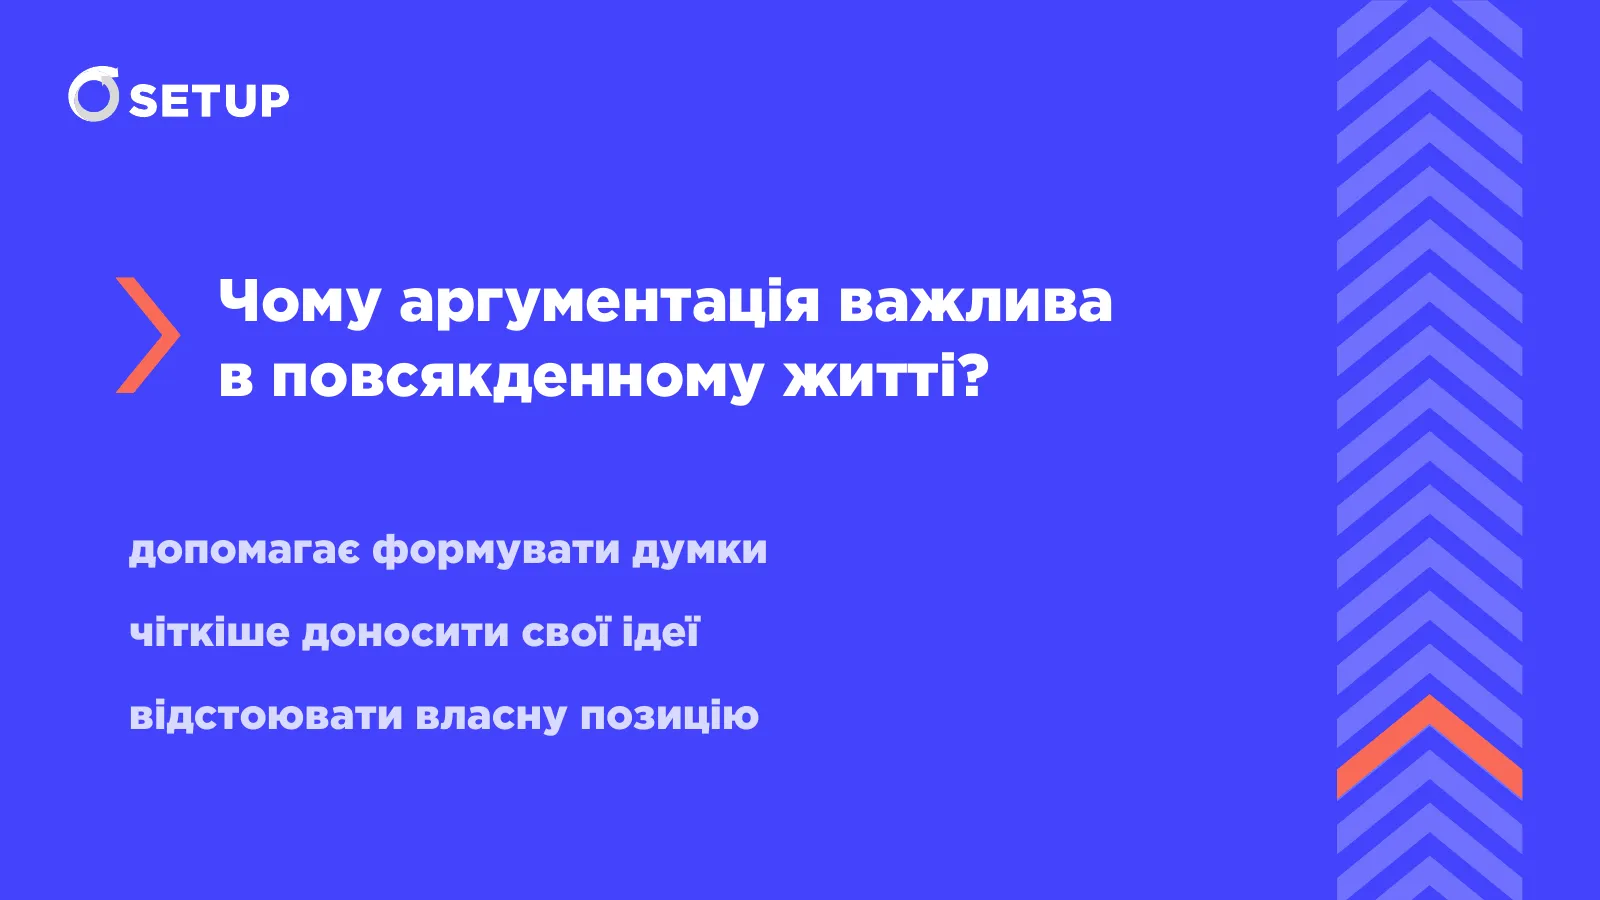 SETUP
Чому аргументація важлива
в повсякденному житті?
допомагає формувати думки
чіткіше доносити свої ідеї
відстоювати власну позицію